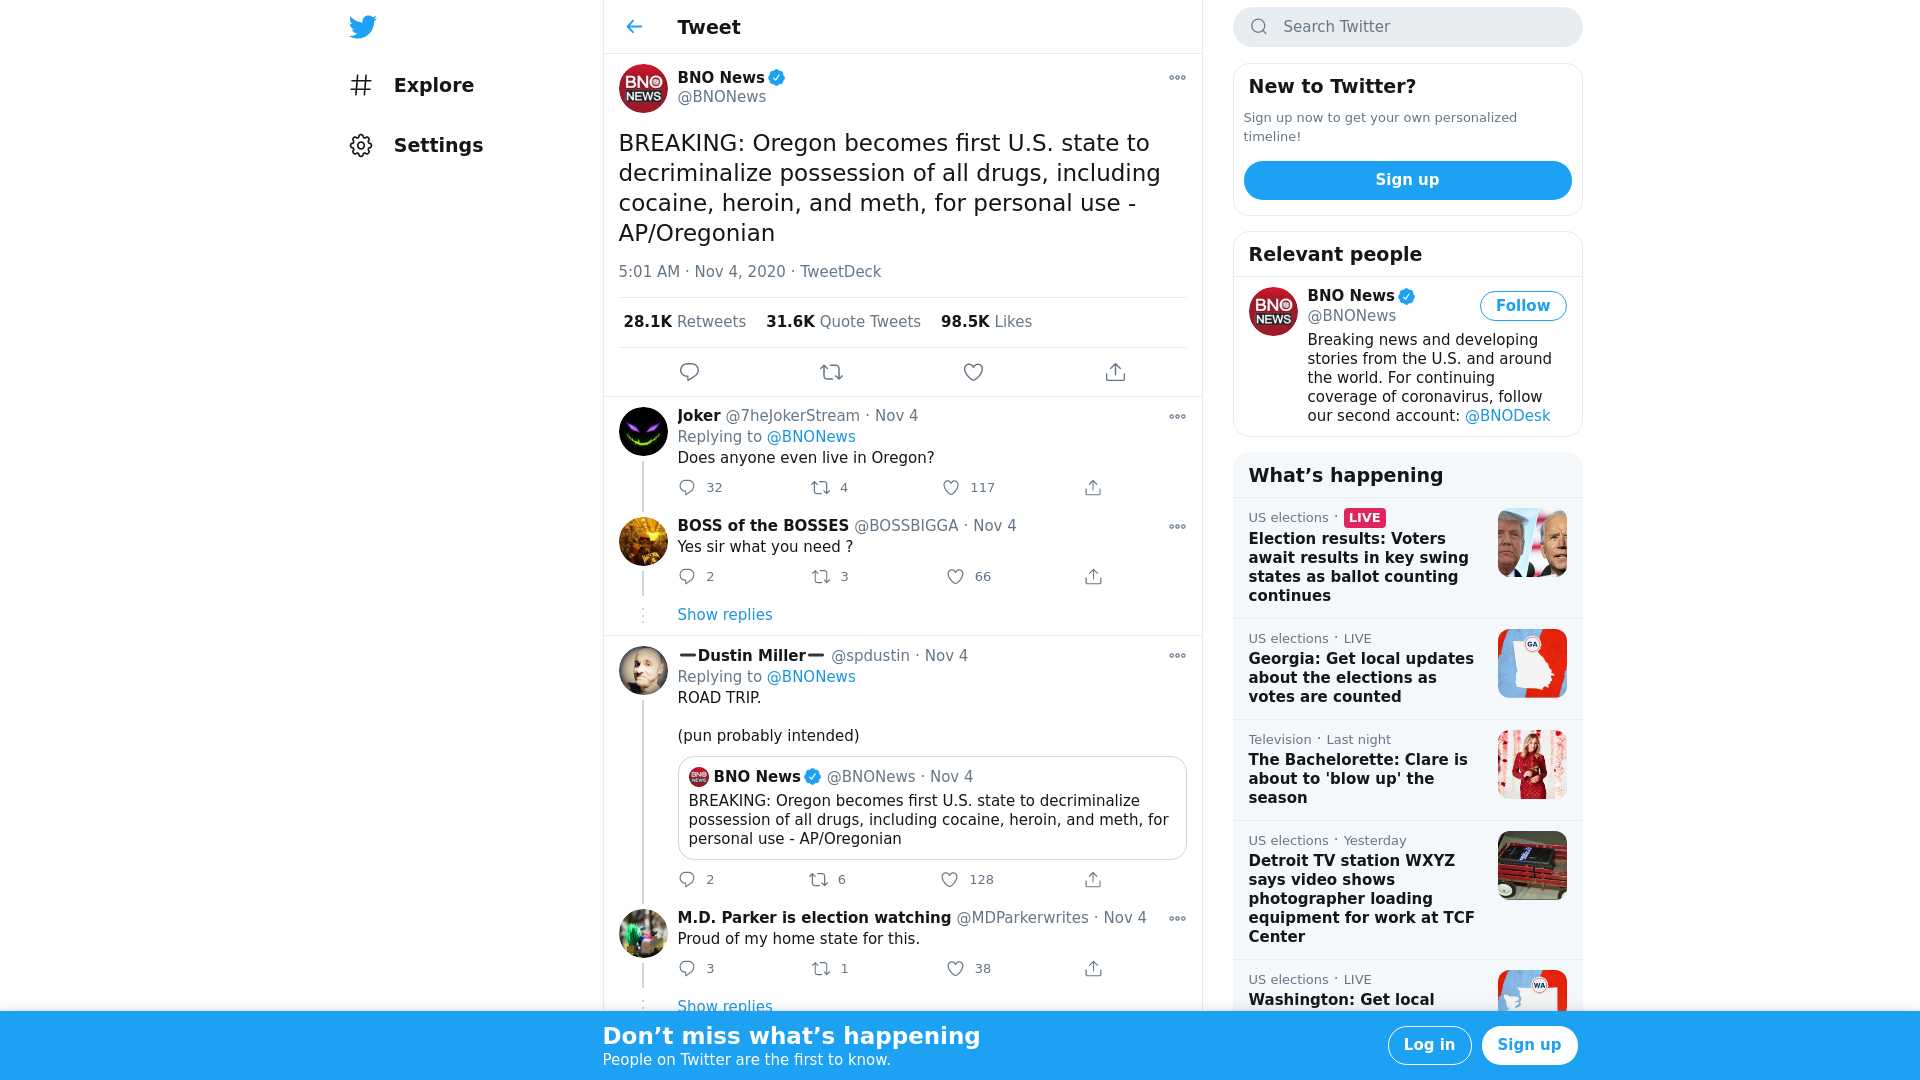 Explore
Settings
Tweet
BNO News
@BNONews
BREAKING: Oregon becomes first U.S. state to
decriminalize possession of all drugs, including
cocaine, heroin, and meth, for personal use -
AP/Oregonian
5:01 AM · Nov 4, 2020 · TweetDeck
28.1K Retweets 31.6K Quote Tweets 98.5K Likes
Joker @7heJokerStream · Nov 4
Replying to @BNONews
Does anyone even live in Oregon?
32 4 117
BOSS of the BOSSES @BOSSBIGGA · Nov 4
Yes sir what you need ?
2 3 66
Show replies
Dustin Miller @spdustin · Nov 4
Replying to @BNONews
ROAD TRIP.
(pun probably intended)
BNO News @BNONews · Nov 4
BREAKING: Oregon becomes first U.S. state to decriminalize
possession of all drugs, including cocaine, heroin, and meth, for
personal use - AP/Oregonian
2 6 128
M.D. Parker is election watching @MDParkerwrites · Nov 4
Proud of my home state for this.
3 1 38
Show replies
Search Twitter
New to Twitter?
Sign up now to get your own personalized
timeline!
Sign up
Relevant people
BNO News
@BNONews
Follow
Breaking news and developing
stories from the U.S. and around
the world. For continuing
coverage of coronavirus, follow
our second account: @BNODesk
What’s happening
US elections · LIVE
Election results: Voters
await results in key swing
states as ballot counting
continues
US elections · LIVE
Georgia: Get local updates
about the elections as
votes are counted
GA
Television · Last night
The Bachelorette: Clare is
about to 'blow up' the
season
US elections · Yesterday
Detroit TV station WXYZ
says video shows
photographer loading
equipment for work at TCF
Center
US elections · LIVE
Washington: Get local
WA
Don’t miss what’s happening
People on Twitter are the first to know.
Log in
Sign up
BNO
NEWS
BNO
NEWS